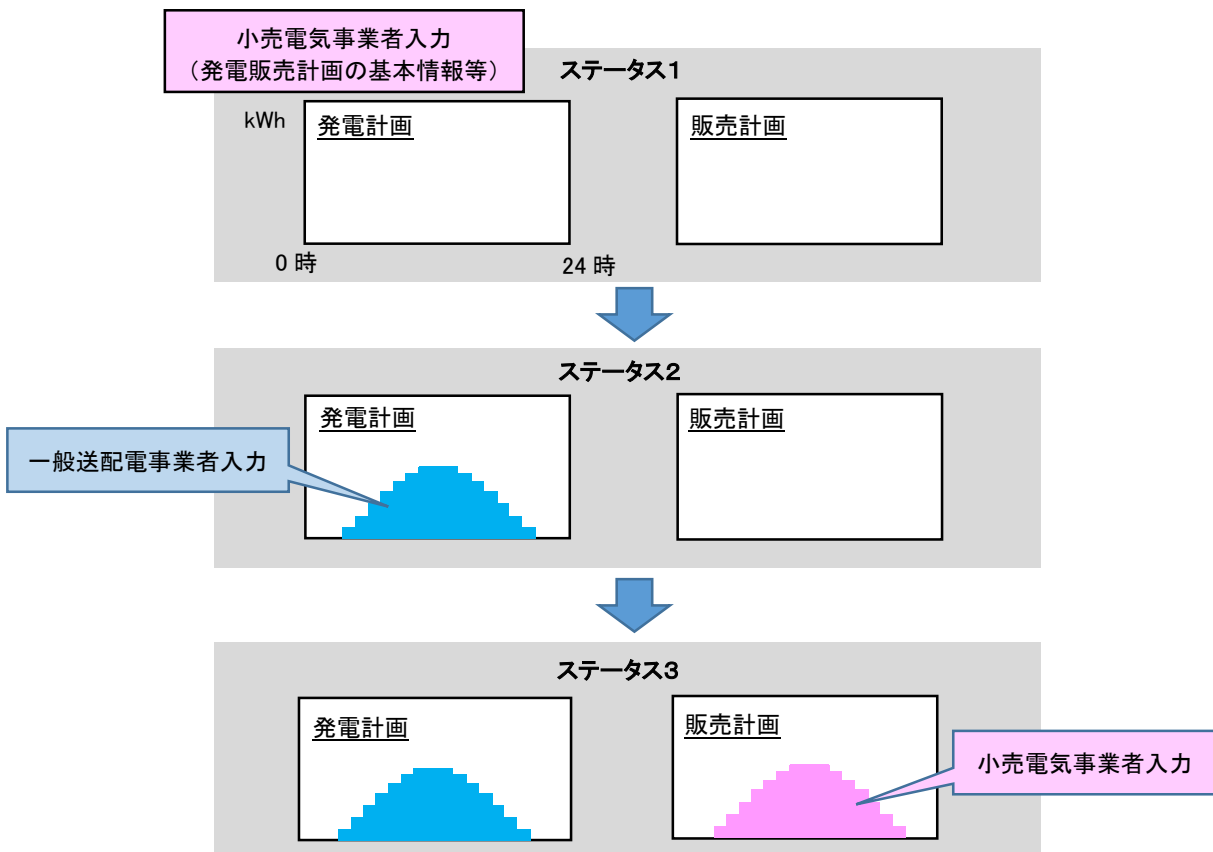 小売電気事業者入力
（発電販売計画の基本情報等）
ステータス1
kWh
発電計画
販売計画
0 時
24 時
ステータス2
発電計画
販売計画
一般送配電事業者入力
ステータス3
発電計画
販売計画
小売電気事業者入力